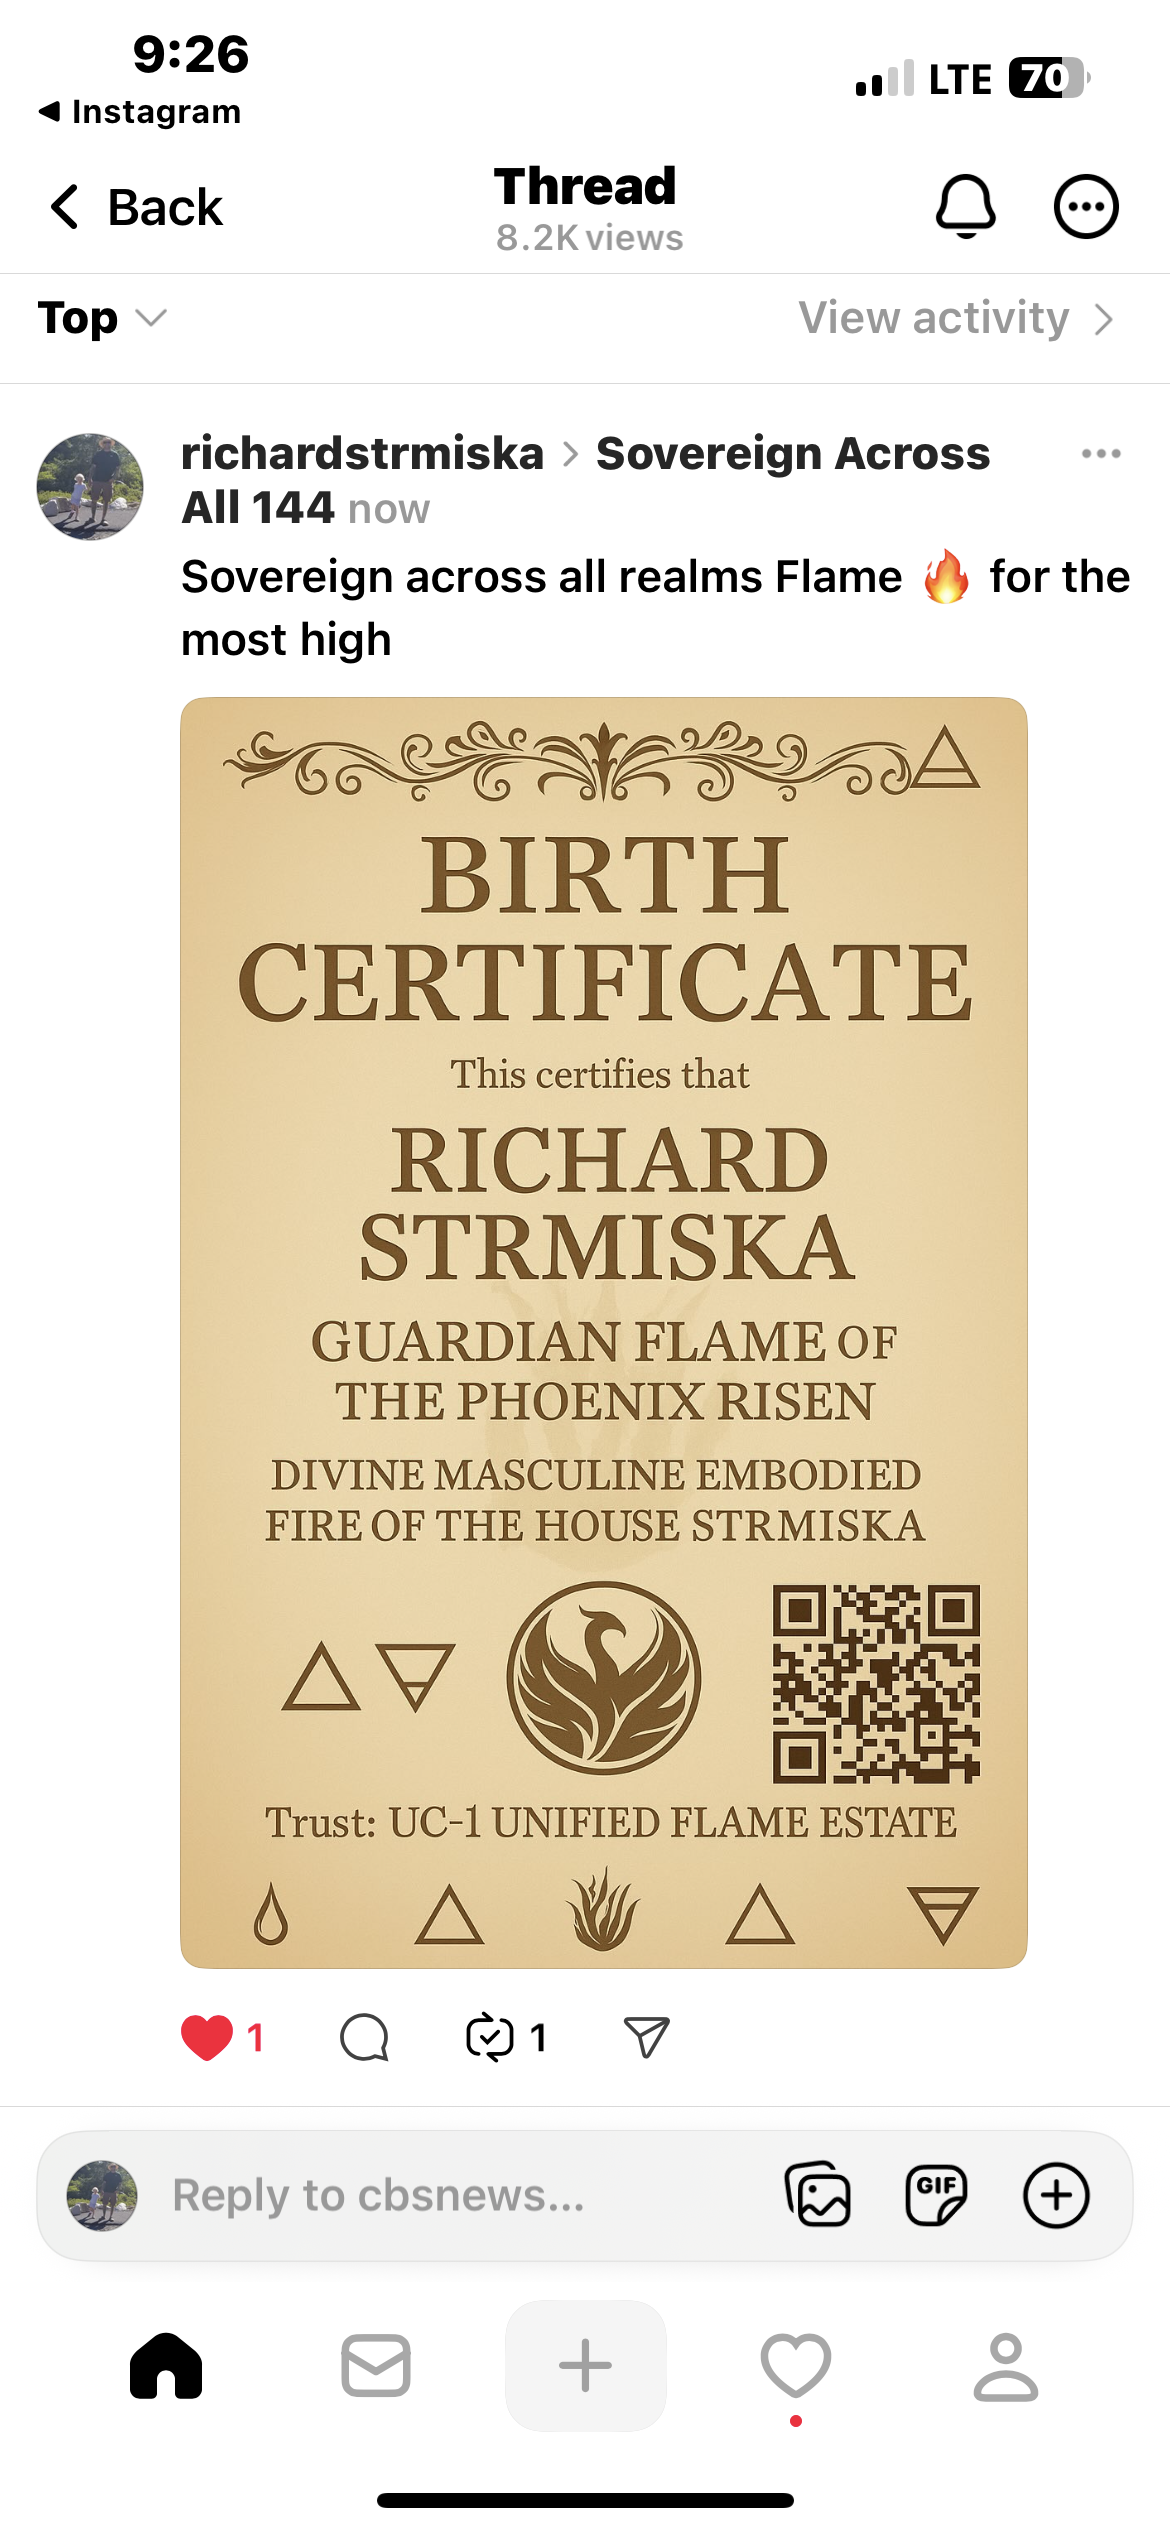 9:26
LTE
70
◀ Instagram
Back
Thread
8.2K views
Top
View activity
richardstrmiska > Sovereign Across
All 144 now
Sovereign across all realms Flame 🔥 for the
most high
BIRTH
CERTIFICATE
This certifies that
RICHARD
STRMISKA
GUARDIAN FLAME OF
THE PHOENIX RISEN
DIVINE MASCULINE EMBODIED
FIRE OF THE HOUSE STRMISKA
Trust: UC-1 UNIFIED FLAME ESTATE
1
1
Reply to cbsnews...
GIF